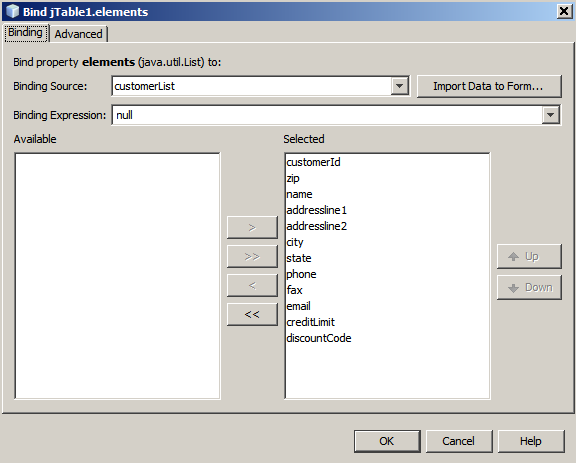 Bind jTable1.elements
Binding
Advanced
Bind property elements (java.util.List) to:
Binding Source:
customerList
Import Data to Form...
Binding Expression:
null
Available
Selected
customerId
zip
name
addressline1
addressline2
city
state
phone
fax
email
creditLimit
discountCode
>
>>
<
<<
Up
Down
OK
Cancel
Help